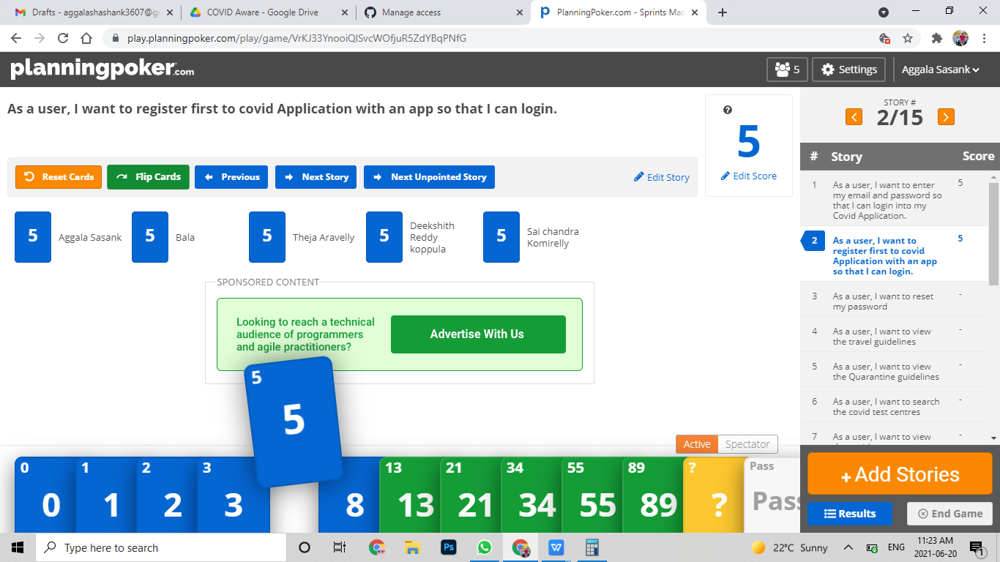 Drafts - aggalashashank3607@g
COVID Aware - Google Drive
Manage access
PlanningPoker.com - Sprints Mac
play.planningpoker.com/play/game/VrKJ33YnooiQISvcWOfjuR5ZdYBqPNfG
planningpoker.com
5
Settings
Aggala Sasank
As a user, I want to register first to covid Application with an app so that I can login.
5
Edit Score
Reset Cards
Flip Cards
Previous
Next Story
Next Unpointed Story
Edit Story
5 Aggala Sasank
5 Bala
5 Theja Aravelly
5 Deekshith
Reddy
koppula
5 Sai chandra
Komirelly
SPONSORED CONTENT
Looking to reach a technical
audience of programmers
and agile practitioners?
Advertise With Us
5
5
Active Spectator
0 1 2 3 13 21 34 55 89 ? Pass
0 1 2 3 8 13 21 34 55 89 ? Pass
STORY #
2/15
# Story Score
1 As a user, I want to enter 5
my email and password so
that I can login into my
Covid Application.
2 As a user, I want to 5
register first to covid
Application with an app
so that I can login.
3 As a user, I want to reset -
my password
4 As a user, I want to view -
the travel guidelines
5 As a user, I want to view -
the Quarantine guidelines
6 As a user, I want to search -
the covid test centres
7 As a user, I want to view -
+ Add Stories
Results
End Game
Type here to search
22°C Sunny
ENG
11:23 AM
2021-06-20
1